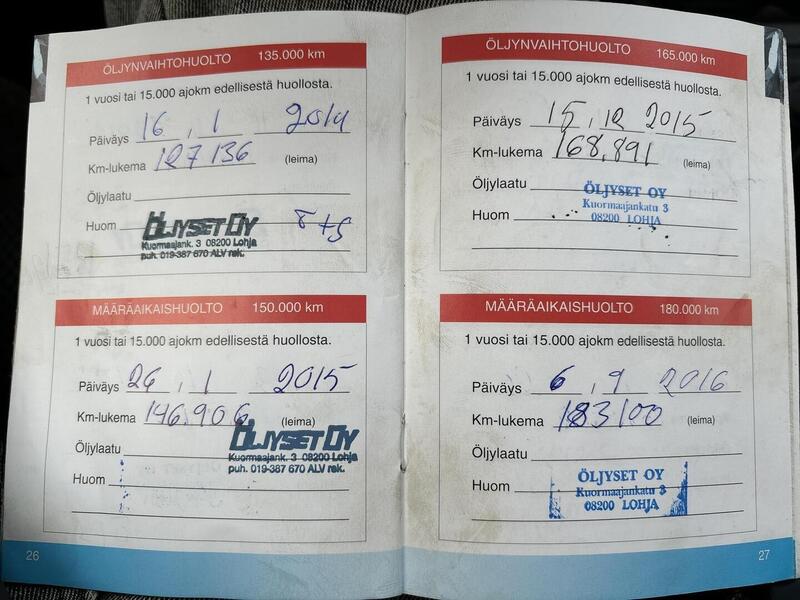 ÖLJYNVAIHTOHUOLTO 135.000 km
1 vuosi tai 15.000 ajokm edellisestä huollosta.
Päiväys 16 . 1 2014
Km-lukema 127 136 (leima)
Öljylaatu
Huom
ÖLJYSET OY
Kuormaajank. 3 08200 Lohja
puh. 019-387 670 ALV rek.
MÄÄRÄAIKAISHUOLTO 150.000 km
1 vuosi tai 15.000 ajokm edellisestä huollosta.
Päiväys 26 . 1 2015
Km-lukema 146.906 (leima)
Öljylaatu
ÖLJYSET OY
Kuormaajank. 3 08200 Lohja
puh. 019-387 670 ALV rek.
Huom
26
ÖLJYNVAIHTOHUOLTO 165.000 km
1 vuosi tai 15.000 ajokm edellisestä huollosta.
Päiväys 15 . 12 2015
Km-lukema 168.891 (leima)
Öljylaatu
Huom
ÖLJYSET OY
Kuormaajankatu 3
08200 LOHJA
MÄÄRÄAIKAISHUOLTO 180.000 km
1 vuosi tai 15.000 ajokm edellisestä huollosta.
Päiväys 6 . 9 2016
Km-lukema 183100 (leima)
Öljylaatu
Huom
ÖLJYSET OY
Kuormaajankatu 3
08200 LOHJA
27